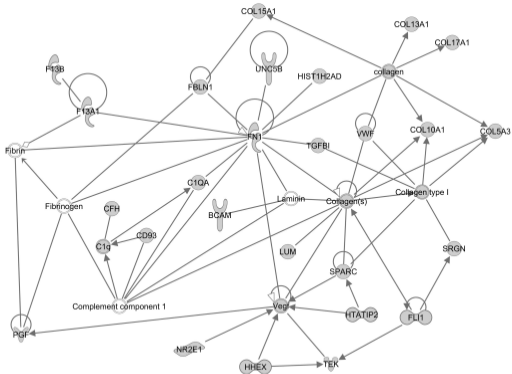 COL15A1
COL13A1
COL17A1
F13B
UNC5B
HIST1H2AD
collagen
FBLN1
F13A1
FN1
VWF
COL10A1
COL5A3
Fibrin
TGFBI
C1QA
Collagen type I
Laminin
Collagen(s)
Fibrinogen
CFH
BCAM
CD93
C1q
LUM
SRGN
SPARC
Complement component 1
Vegf
HTATIP2
FLI1
PGF
NR2E1
HHEX
TEK